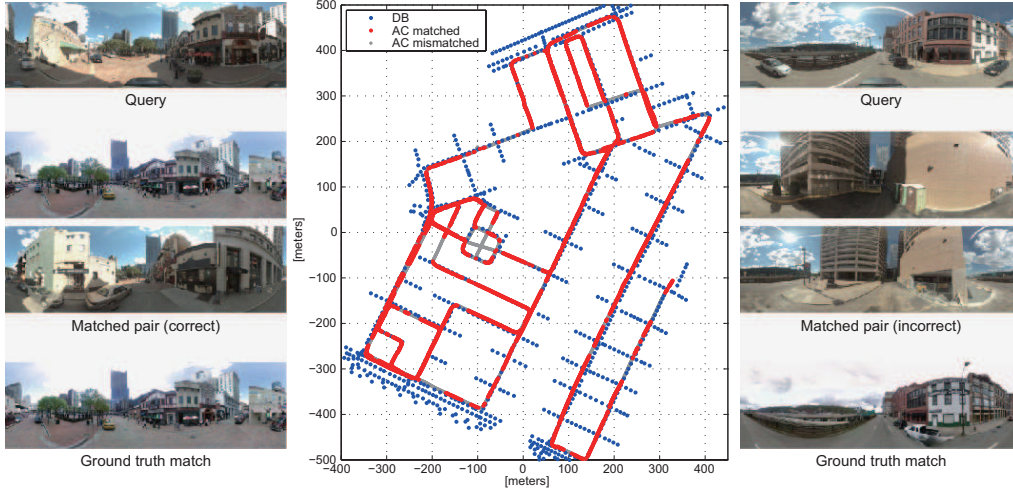 Query
Matched pair (correct)
Ground truth match
DB
AC matched
AC mismatched
500
400
300
200
100
0
−100
−200
−300
−400
−500
[meters]
−400
−300
−200
−100
0
100
200
300
400
[meters]
Query
Matched pair (incorrect)
Ground truth match